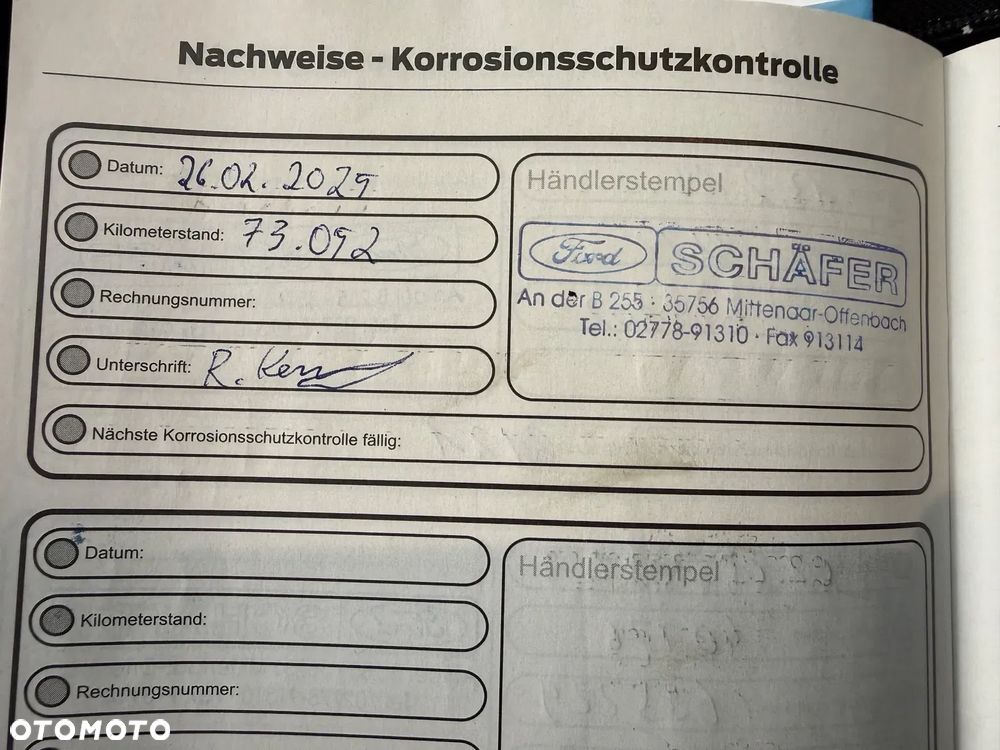 Nachweise - Korrosionsschutzkontrolle
Datum: 26.02.2025
Kilometerstand: 73.092
Rechnungsnummer:
Unterschrift: R.
Händlerstempel
Ford SCHÄFER
An der B 255 · 35756 Mittenaar-Offenbach
Tel.: 02778-91310 · Fax 913114
Nächste Korrosionsschutzkontrolle fällig:
Datum:
Kilometerstand:
Rechnungsnummer:
Händlerstempel
OTOMOTO